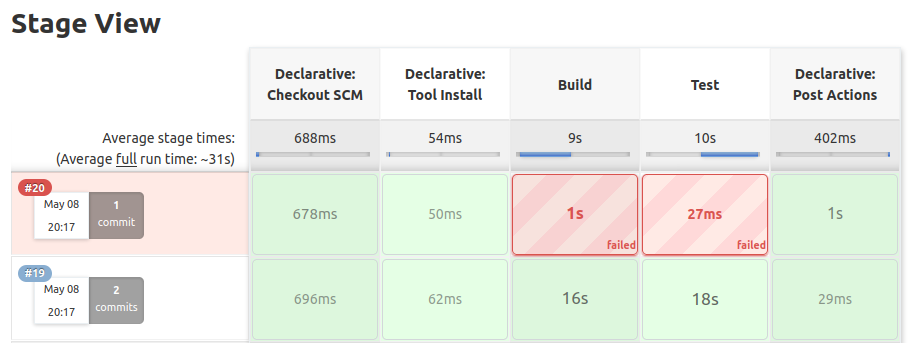 Stage View
Declarative: Checkout SCM
Declarative: Tool Install
Build
Test
Declarative: Post Actions
Average stage times:
(Average full run time: ~31s)
688ms
54ms
9s
10s
402ms
#20
May 08
20:17
1
commit
678ms
50ms
1s
failed
27ms
failed
1s
#19
May 08
20:17
2
commits
696ms
62ms
16s
18s
29ms